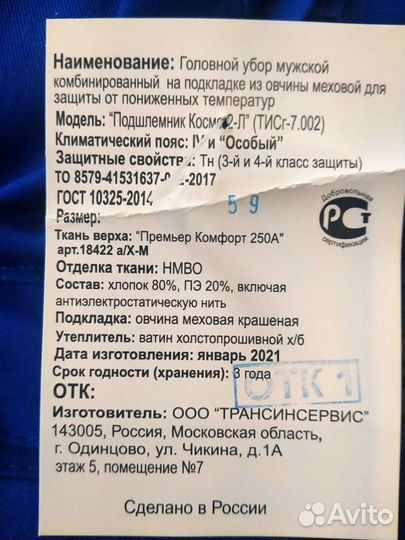 Наименование: Головной убор мужской
комбинированный на подкладке из овчины меховой для
защиты от пониженных температур
Модель: "Подшлемник Космо 2-Л" (ТИСг-7.002)
Климатический пояс: IV и "Особый"
Защитные свойства: Тн (3-й и 4-й класс защиты)
ТО 8579-41531637- -2017
ГОСТ 10325-2014
Размер: 59
Добровольная
РСТ
сертификация
Ткань верха: "Премьер Комфорт 250А"
арт.18422 а/Х-М
Отделка ткани: НМВО
Состав: хлопок 80%, ПЭ 20%, включая
антиэлектростатическую нить
Подкладка: овчина меховая крашеная
Утеплитель: ватин холстопрошивной х/б
Дата изготовления: январь 2021
Срок годности (хранения): 3 года
ОТК: ОТК 1
Изготовитель: ООО "ТРАНСИНСЕРВИС"
143005, Россия, Московская область,
г. Одинцово, ул. Чикина, д.1А
этаж 5, помещение №7
Сделано в России
Avito